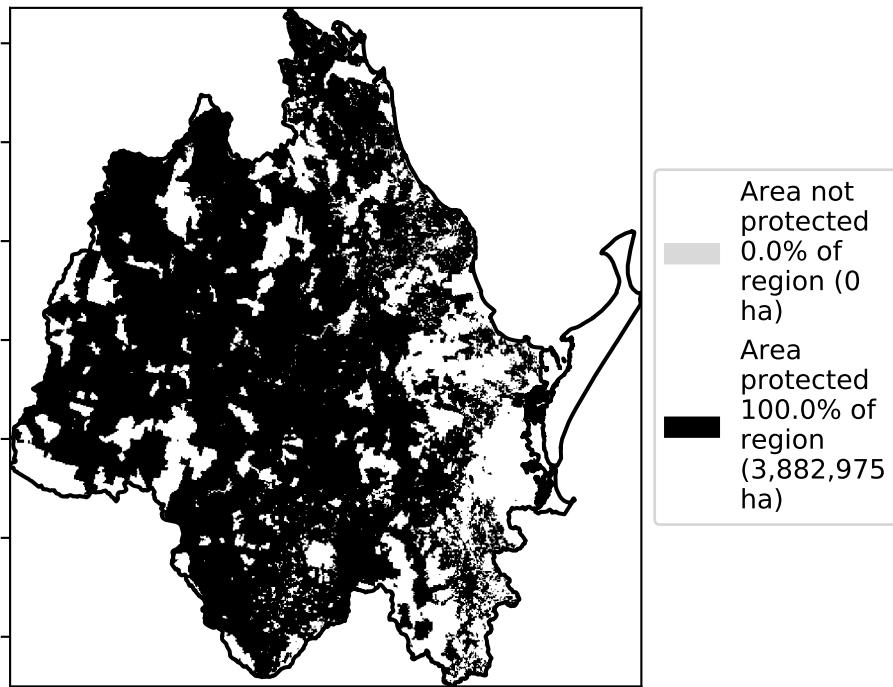 Area not
protected
0.0% of
region (0
ha)
Area
protected
100.0% of
region
(3,882,975
ha)